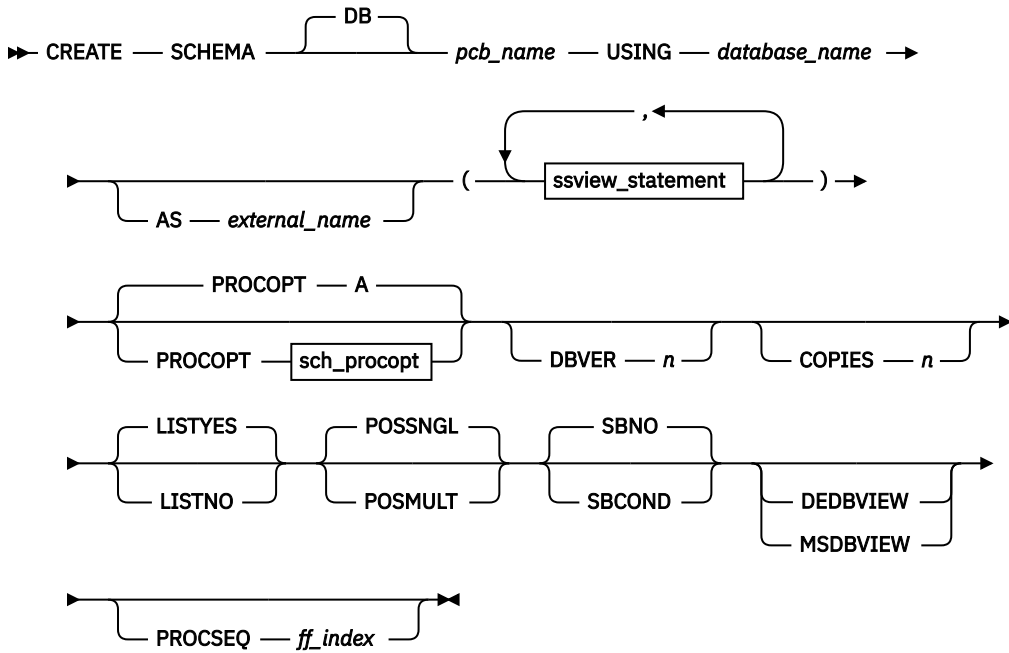 DB
CREATE SCHEMA pcb_name USING database_name
,
( ssview_statement )
AS external_name
PROCOPT A
PROCOPT sch_procopt DBVER n COPIES n
LISTYES POSSNGL SBNO
LISTNO POSMULT SBCOND DEDBVIEW
MSDBVIEW
PROCSEQ ff_index